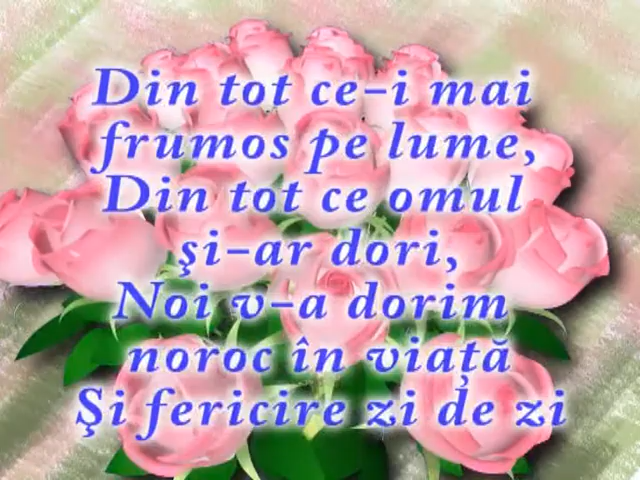 Din tot ce-i mai
frumos pe lume,
Din tot ce omul
şi-ar dori,
Noi v-a dorim
noroc în viaţă
Şi fericire zi de zi